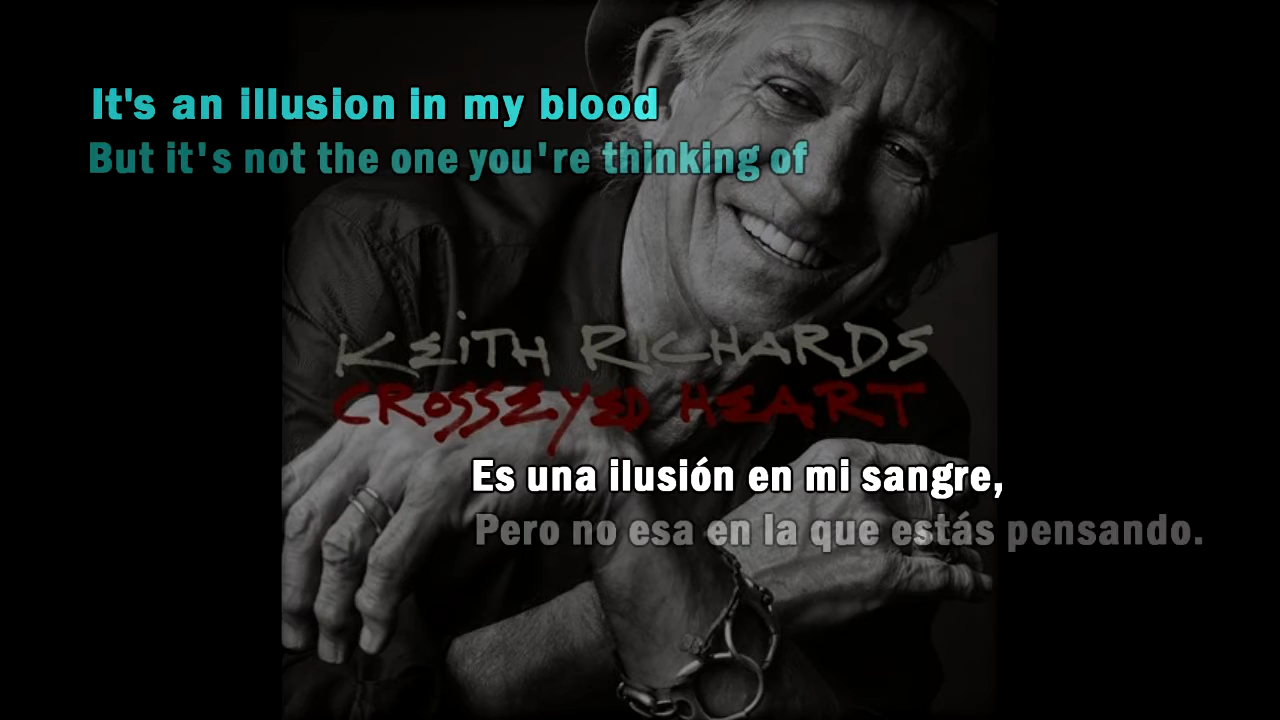 It's an illusion in my blood
But it's not the one you're thinking of
KEITH RICHARDS
CROSSEYED HEART
Es una ilusión en mi sangre,
Pero no esa en la que estás pensando.